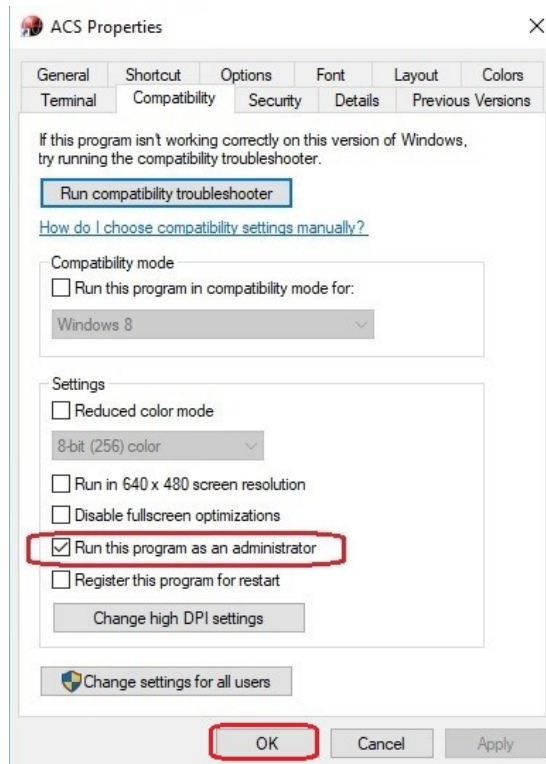 ACS Properties
General Shortcut Options Font Layout Colors
Terminal Compatibility Security Details Previous Versions
If this program isn't working correctly on this version of Windows,
try running the compatibility troubleshooter.
Run compatibility troubleshooter
How do I choose compatibility settings manually?
Compatibility mode
Run this program in compatibility mode for:
Windows 8
Settings
Reduced color mode
8-bit (256) color
Run in 640 x 480 screen resolution
Disable fullscreen optimizations
Run this program as an administrator
Register this program for restart
Change high DPI settings
Change settings for all users
OK Cancel Apply